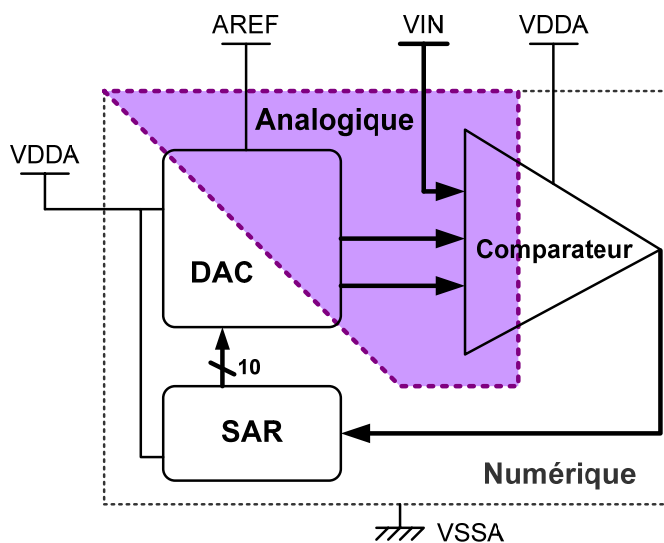 AREF
VIN
VDDA
Analogique
VDDA
Comparateur
DAC
10
SAR
Numérique
VSSA